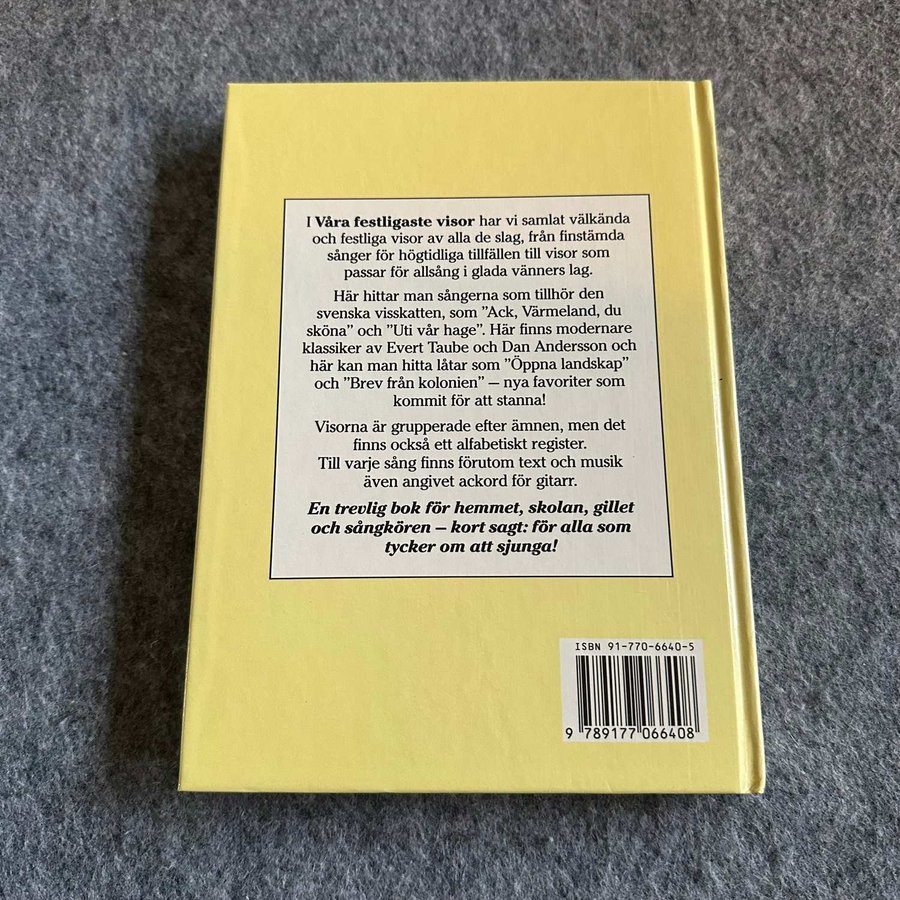 I Våra festligaste visor har vi samlat välkända
och festliga visor av alla de slag, från finstämda
sånger för högtidliga tillfällen till visor som
passar för allsång i glada vänners lag.
Här hittar man sångerna som tillhör den
svenska visskatten, som ”Ack, Värmeland, du
sköna” och ”Uti vår hage”. Här finns modernare
klassiker av Evert Taube och Dan Andersson och
här kan man hitta låtar som ”Öppna landskap”
och ”Brev från kolonien” – nya favoriter som
kommit för att stanna!
Visorna är grupperade efter ämnen, men det
finns också ett alfabetiskt register.
Till varje sång finns förutom text och musik
även angivet ackord för gitarr.
En trevlig bok för hemmet, skolan, gillet
och sångkören – kort sagt: för alla som
tycker om att sjunga!
ISBN 91-770-6640-5
9 789177 066408